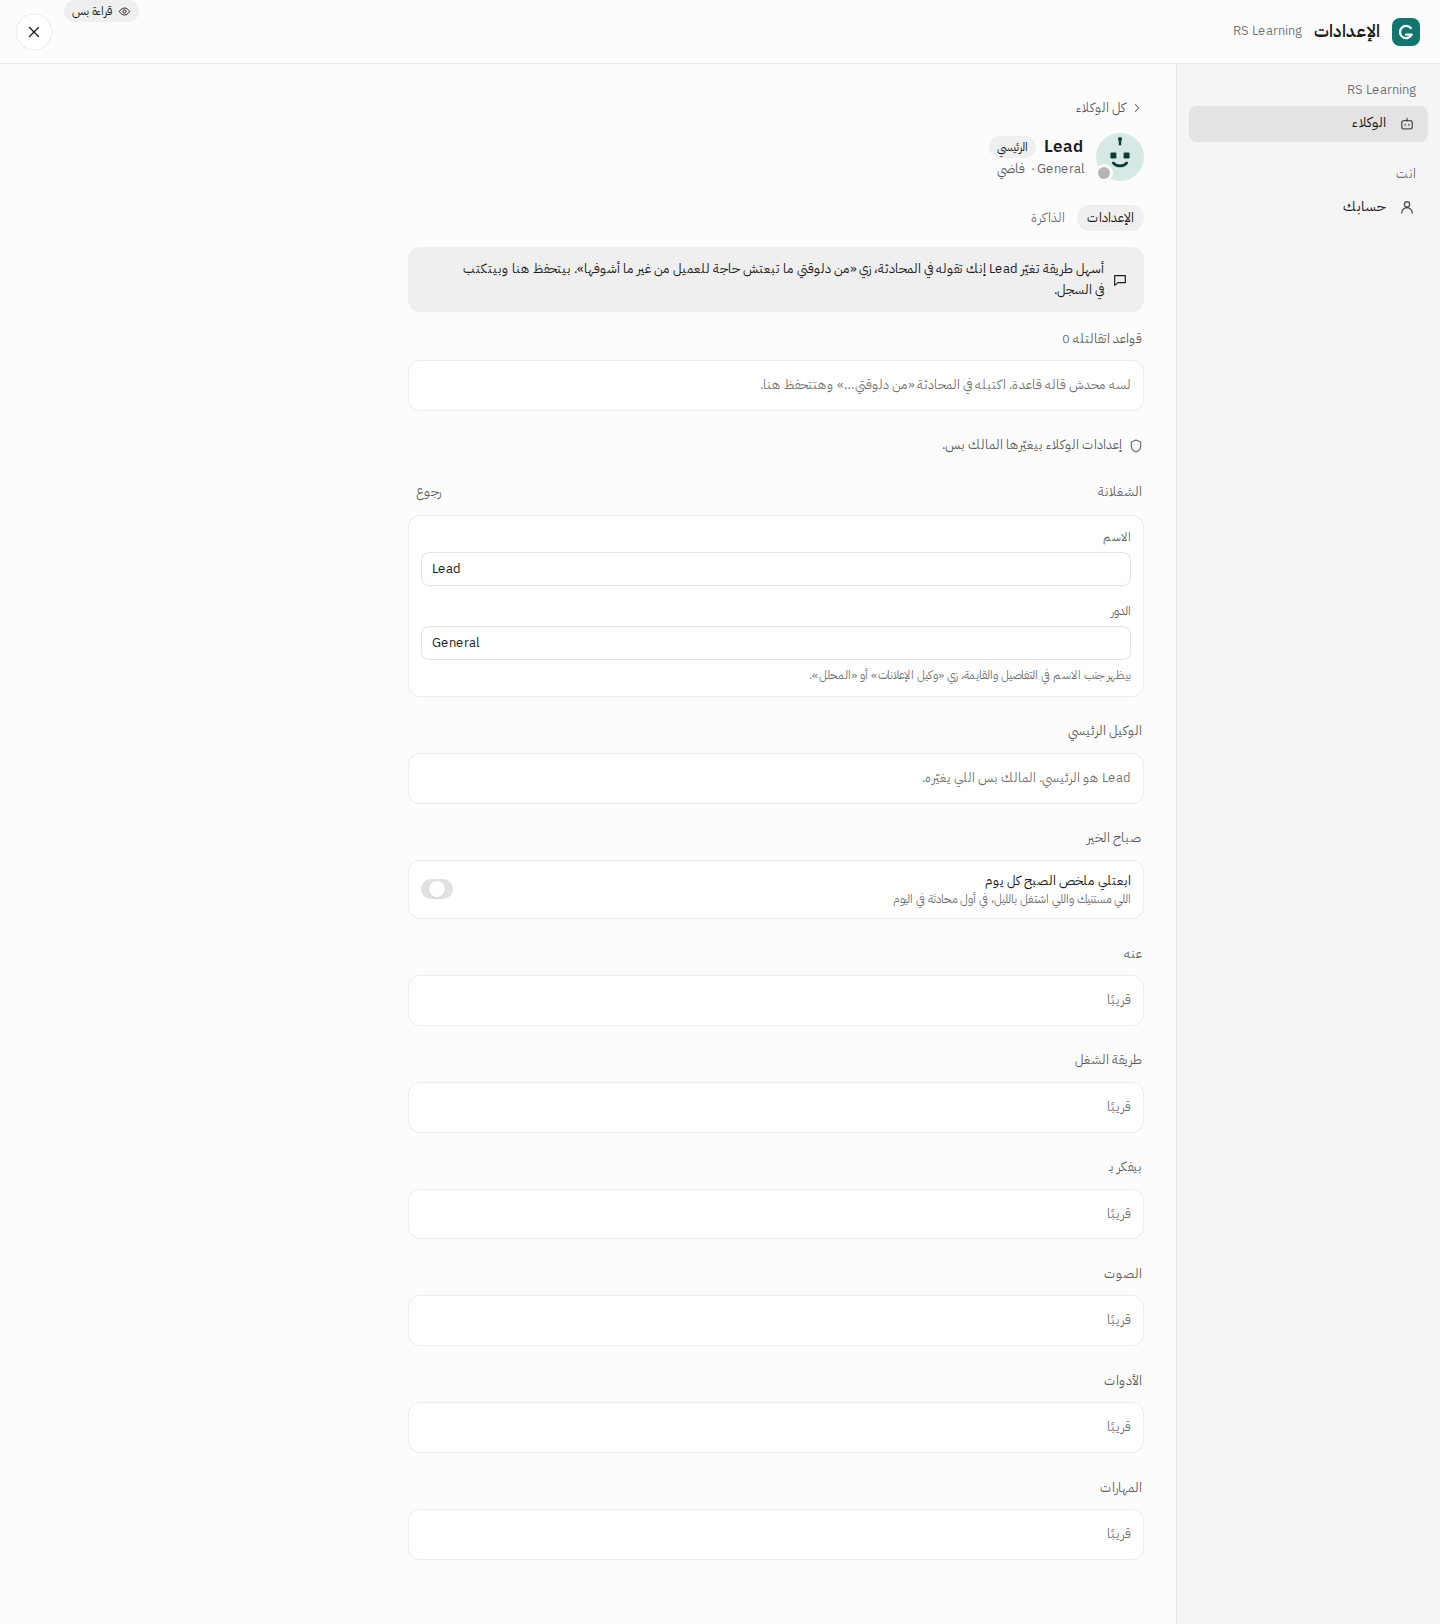 الإعدادات RS Learning
قراءة بس
RS Learning
الوكلاء
انت
حسابك
كل الوكلاء
Lead الرئيسي
General · فاضي
الإعدادات الذاكرة
أسهل طريقة تغيّر Lead إنك تقوله في المحادثة، زي «من دلوقتي ما تبعتش حاجة للعميل من غير ما أشوفها». بيتحفظ هنا وبيتكتب
في السجل.
قواعد اتقالتله 0
لسه محدش قاله قاعدة. اكتبله في المحادثة «من دلوقتي...» وهتتحفظ هنا.
إعدادات الوكلاء بيغيّرها المالك بس.
الشغلانة رجوع
الاسم
Lead
الدور
General
بيظهر جنب الاسم في التفاصيل والقايمة، زي «وكيل الإعلانات» أو «المحلل».
الوكيل الرئيسي
Lead هو الرئيسي. المالك بس اللي يغيّره.
صباح الخير
ابعتلي ملخص الصبح كل يوم
اللي مستنيك واللي اشتغل بالليل، في أول محادثة في اليوم
عنه
قريبًا
طريقة الشغل
قريبًا
بيفكر بـ
قريبًا
الصوت
قريبًا
الأدوات
قريبًا
المهارات
قريبًا